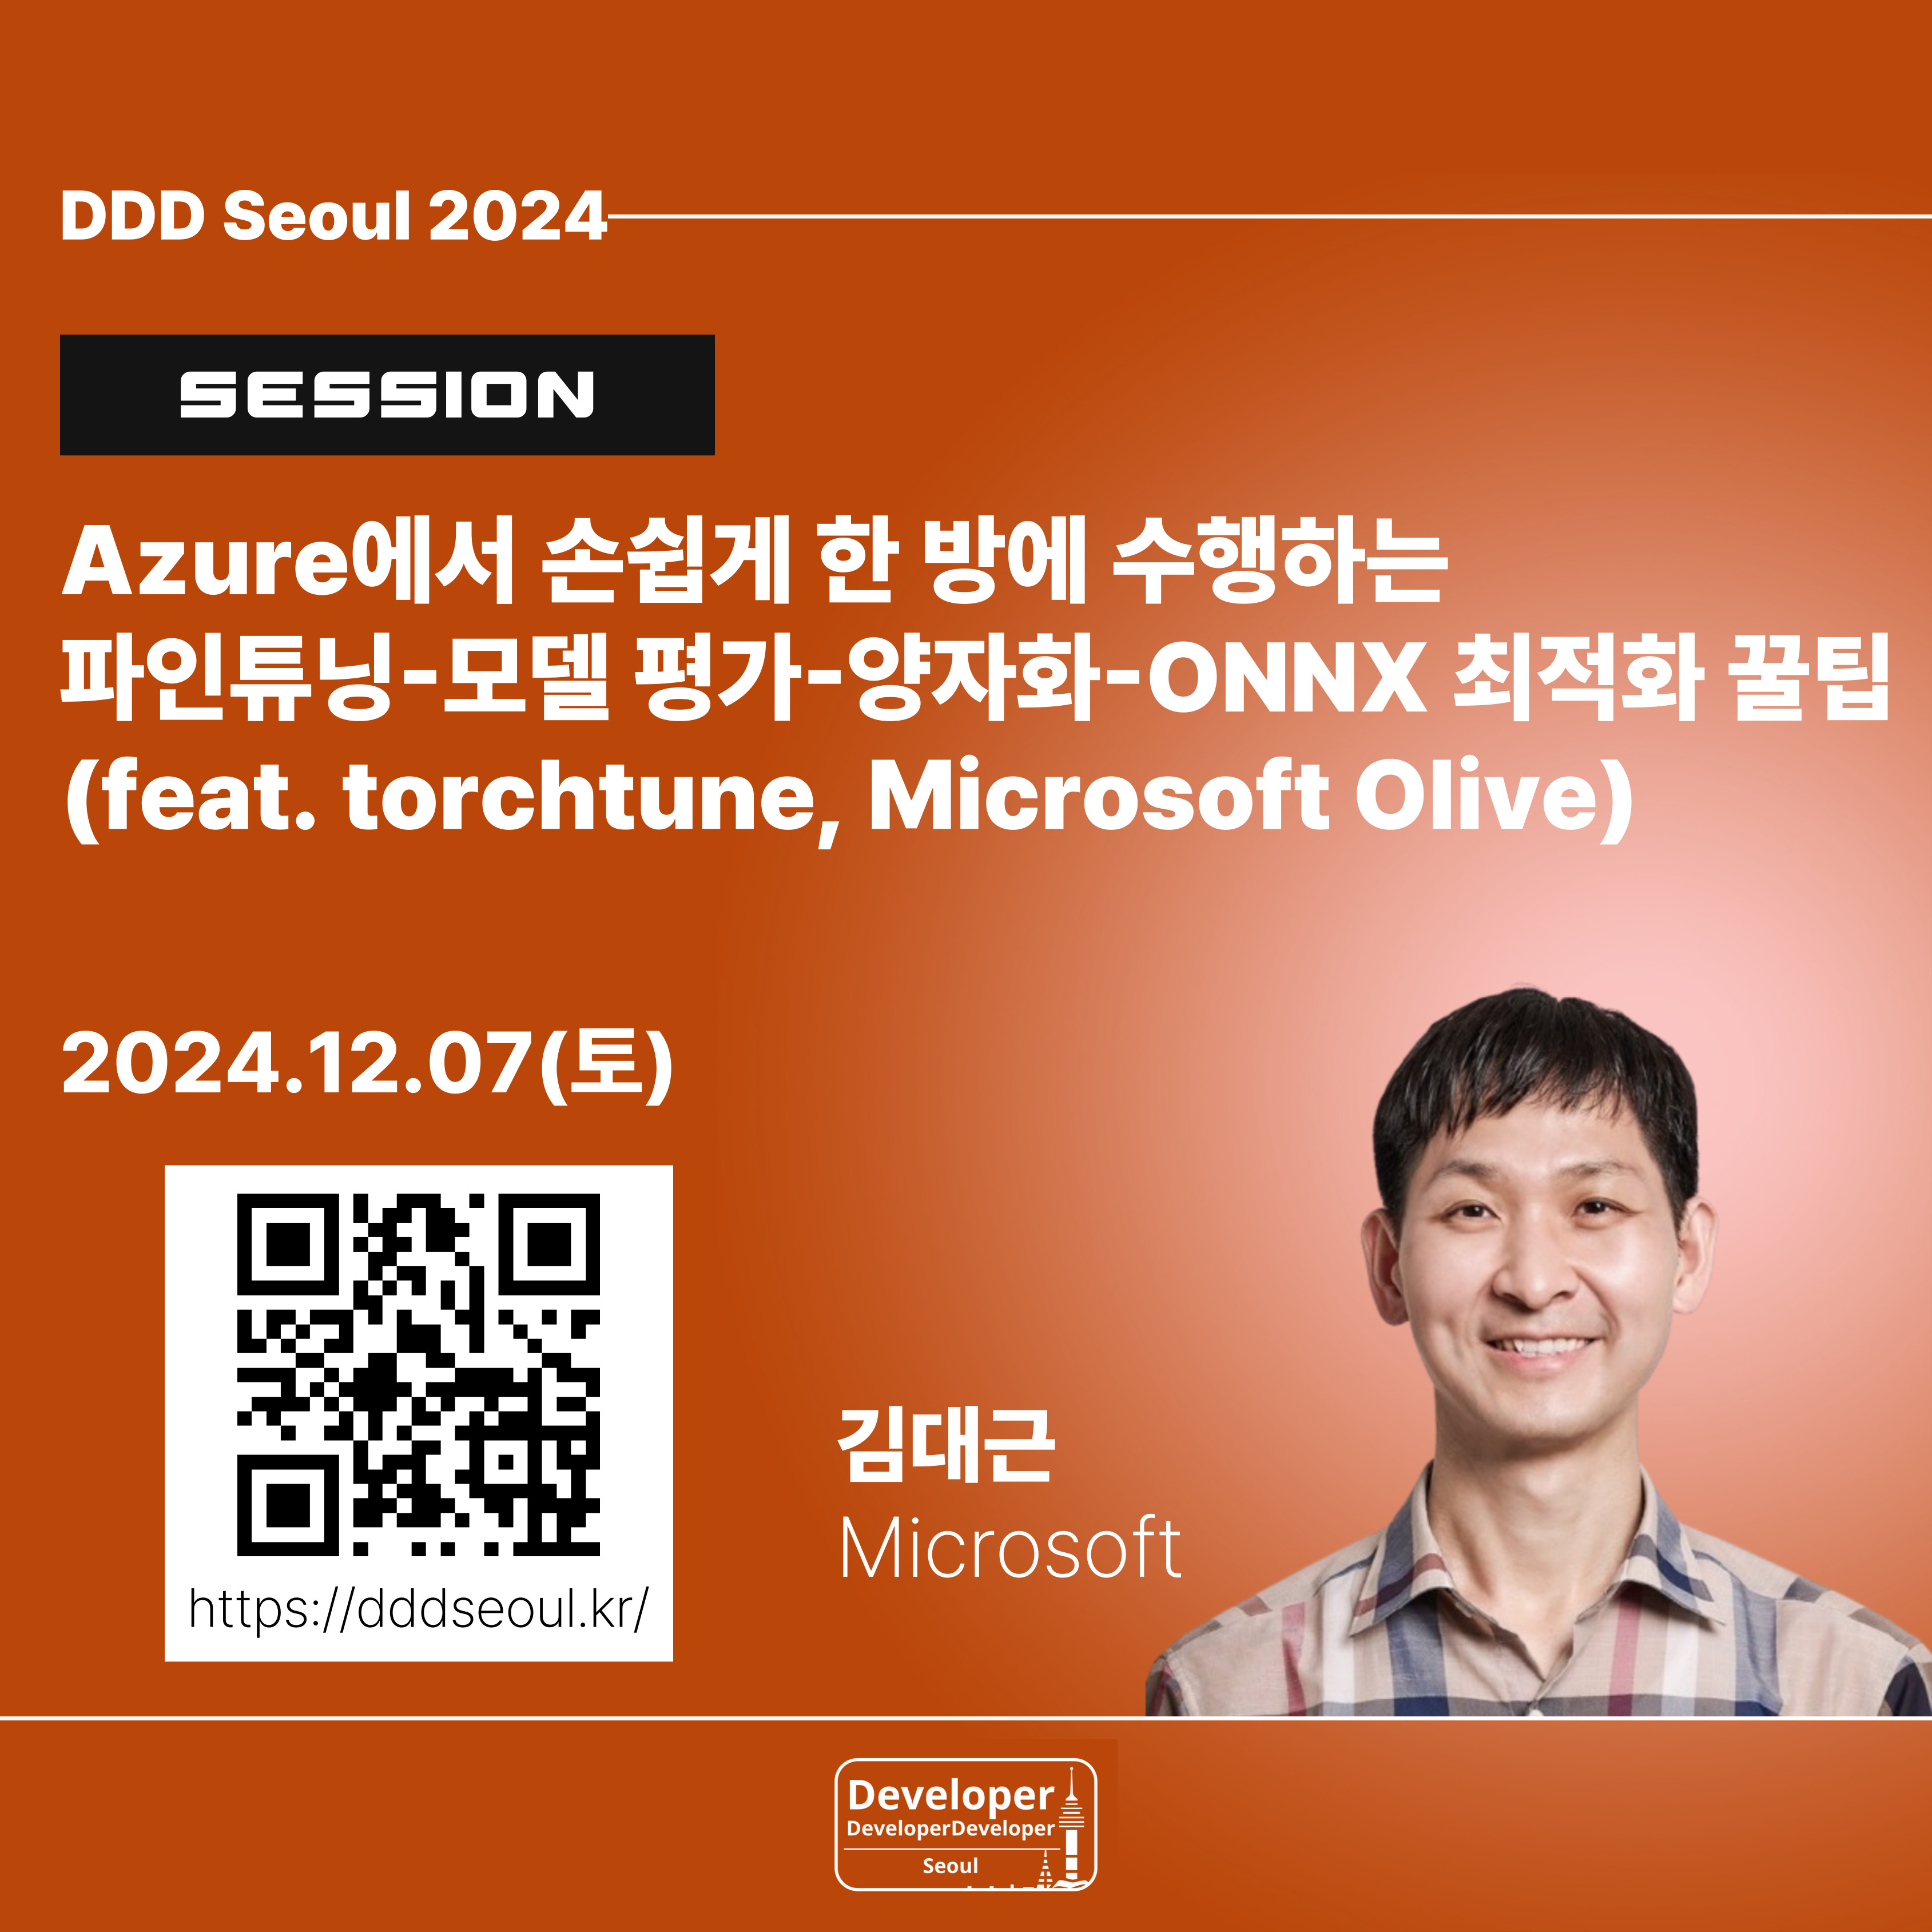 DDD Seoul 2024
SESSION
Azure에서 손쉽게 한 방에 수행하는
파인튜닝-모델 평가-양자화-ONNX 최적화 꿀팁
(feat. torchtune, Microsoft Olive)
2024.12.07(토)
https://dddseoul.kr/
김대근
Microsoft
Developer
DeveloperDeveloper
Seoul